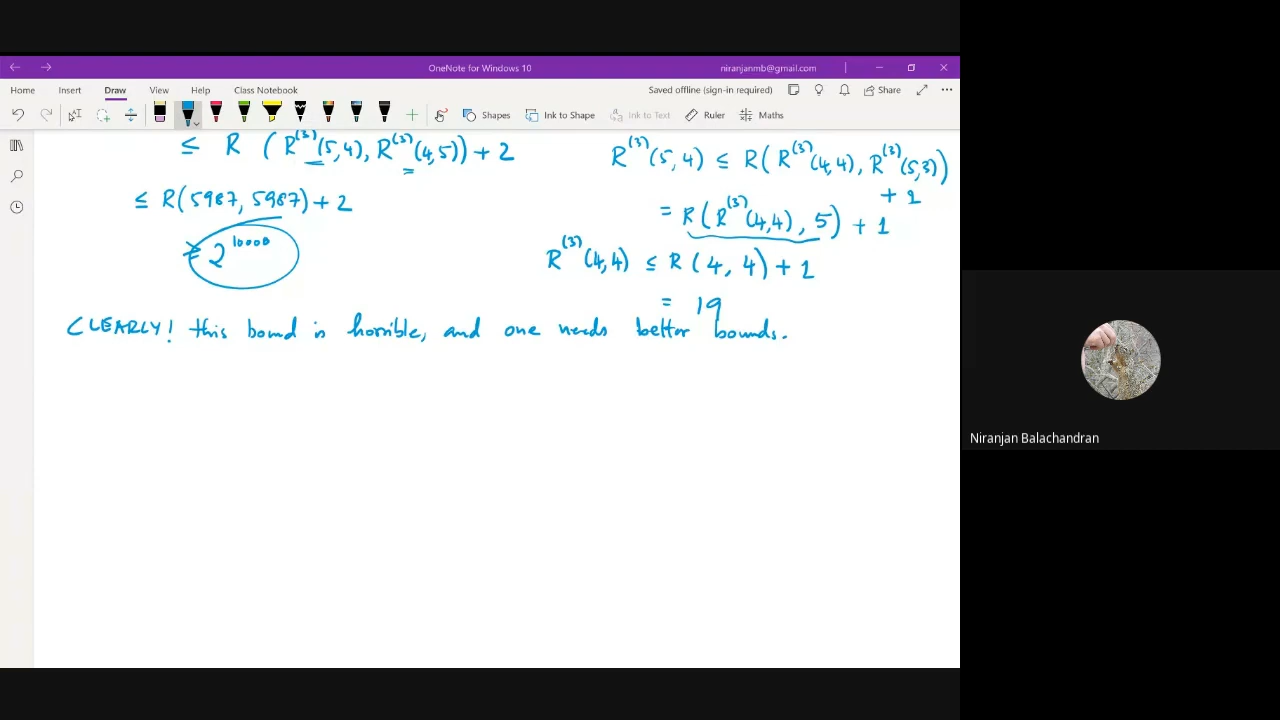 OneNote for Windows 10
niranjanmb@gmail.com
Home Insert Draw View Help Class Notebook
Saved offline (sign-in required)
Share
Shapes
Ink to Shape
Ink to Text
Ruler
Maths
≤ R ( R⁽³⁾(5,4), R⁽³⁾(4,5)) + 2
≤ R(5987, 5987) + 2
2¹⁰⁰⁰⁰
R⁽³⁾(5,4) ≤ R( R⁽³⁾(4,4), R⁽³⁾(5,3))
= R( R⁽³⁾(4,4), 5) + 1
R⁽³⁾(4,4) ≤ R(4, 4) + 1
= 19
CLEARLY! this bound is horrible, and one needs better bounds.
Niranjan Balachandran